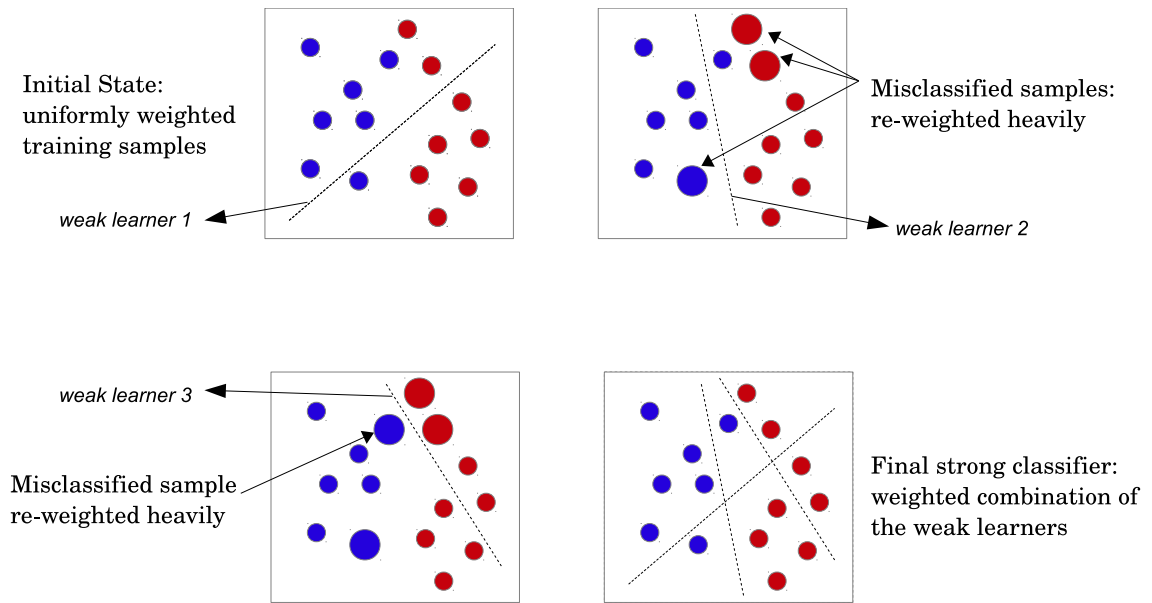 Initial State:
uniformly weighted
training samples
weak learner 1
Misclassified samples:
re-weighted heavily
weak learner 2
weak learner 3
Misclassified sample
re-weighted heavily
Final strong classifier:
weighted combination of
the weak learners